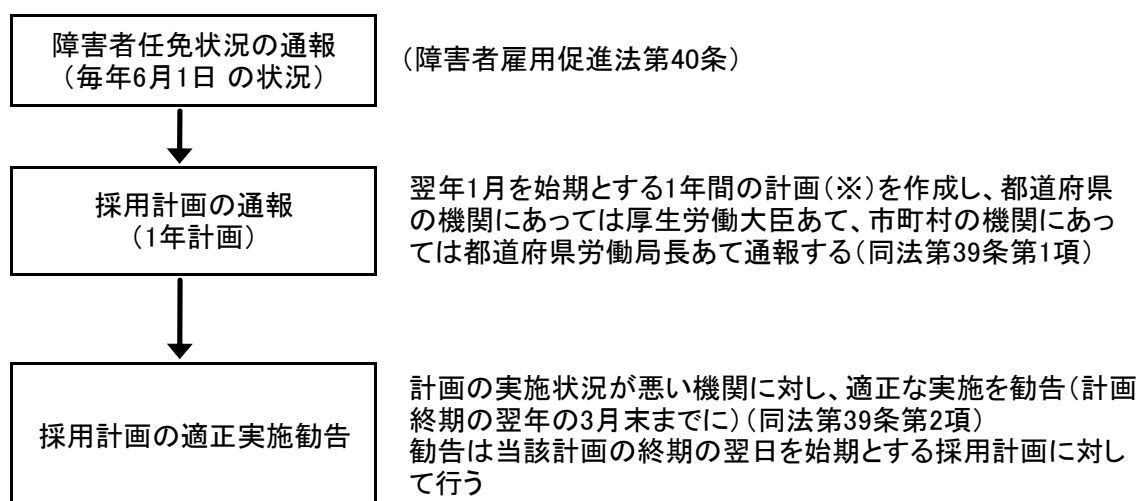 障害者任免状況の通報
（毎年6月1日 の状況）
（障害者雇用促進法第40条）
採用計画の通報
（1年計画）
翌年1月を始期とする1年間の計画（※）を作成し、都道府県
の機関にあっては厚生労働大臣あて、市町村の機関にあっ
ては都道府県労働局長あて通報する（同法第39条第1項）
採用計画の適正実施勧告
計画の実施状況が悪い機関に対し、適正な実施を勧告（計画
終期の翌年の3月末までに）（同法第39条第2項）
勧告は当該計画の終期の翌日を始期とする採用計画に対し
て行う